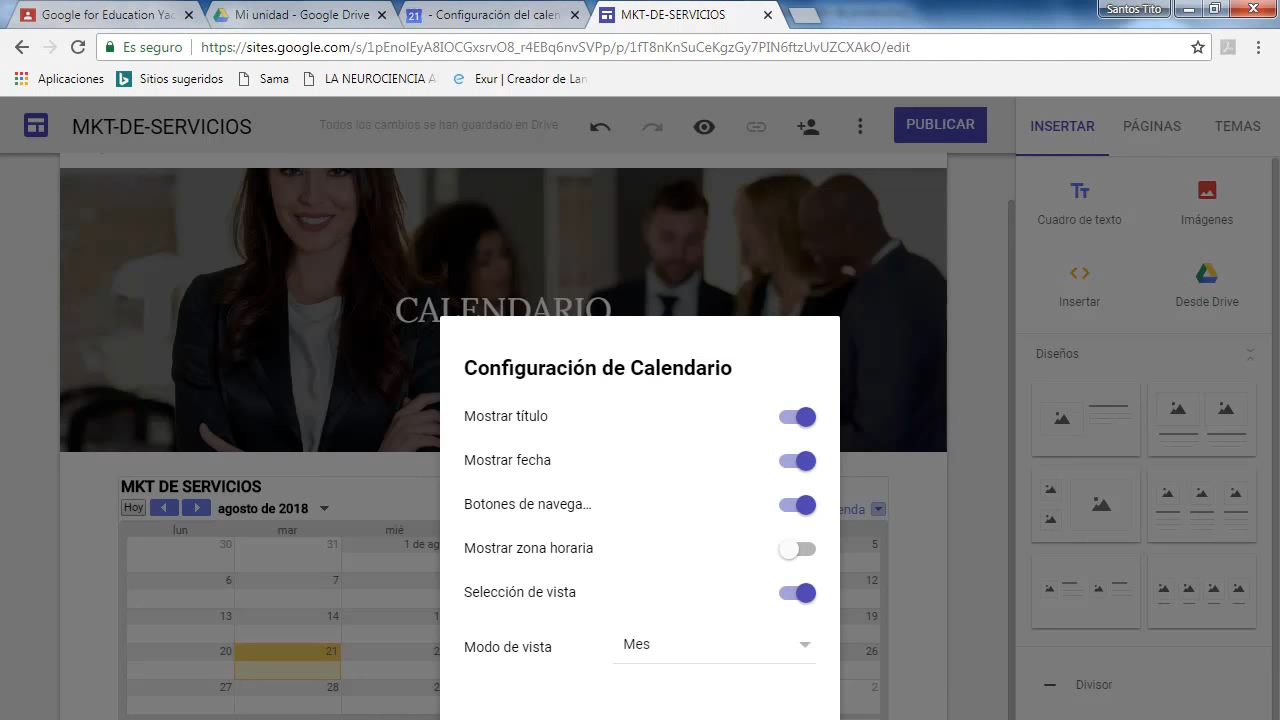 Google for Education Yac
Mi unidad - Google Drive
21 - Configuración del calen
MKT-DE-SERVICIOS
Santos Tito
Es seguro
https://sites.google.com/s/1pEnoIEyA8IOCGxsrvO8_r4EBq6nvSVPp/p/1fT8nKnSuCeKgzGy7PIN6ftzUvUZCXAkO/edit
Aplicaciones
Sitios sugeridos
Sama
LA NEUROCIENCIA A
Exur | Creador de Lan
MKT-DE-SERVICIOS
Todos los cambios se han guardado en Drive
PUBLICAR
INSERTAR
PÁGINAS
TEMAS
Cuadro de texto
Imágenes
Insertar
Desde Drive
Diseños
Divisor
CALENDARIO
Configuración de Calendario
Mostrar título
Mostrar fecha
Botones de navega...
Mostrar zona horaria
Selección de vista
Modo de vista
Mes
MKT DE SERVICIOS
Hoy
agosto de 2018
enda
lun mar mié
30 31 1 de ag 5
6 7 12
13 14 19
20 21 26
27 28 2